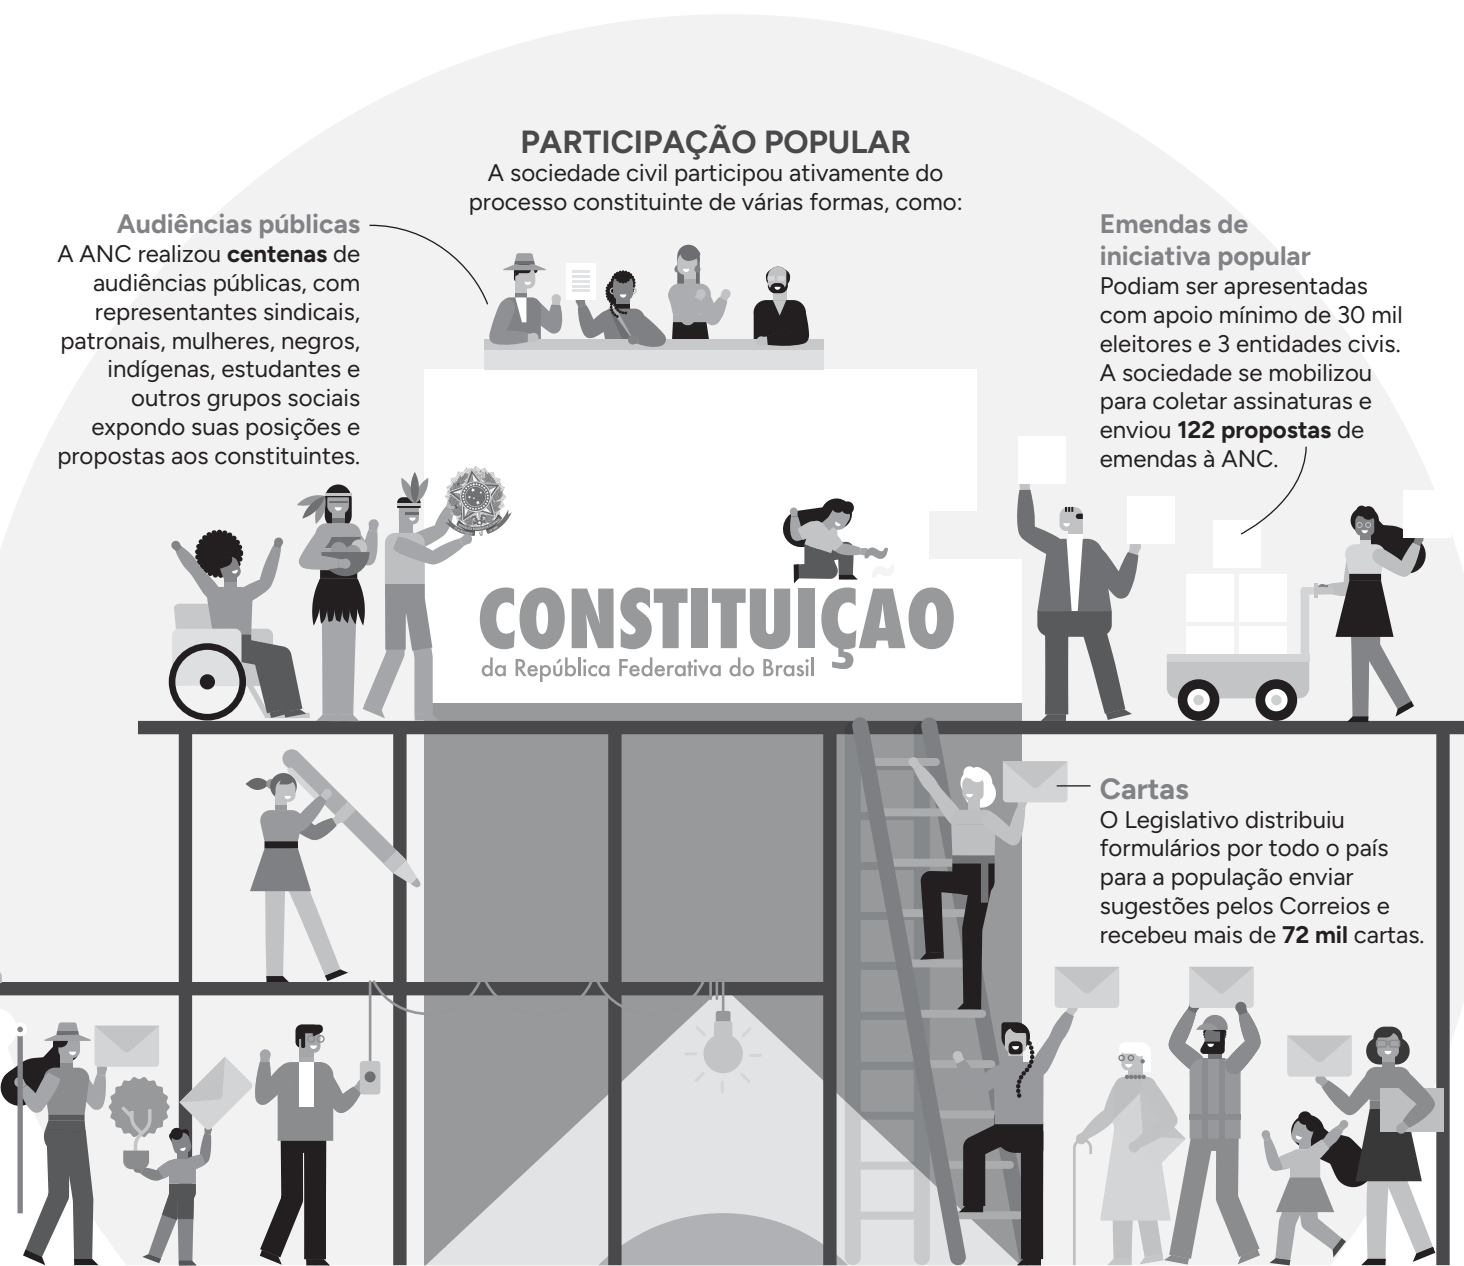 PARTICIPAÇÃO POPULAR
A sociedade civil participou ativamente do
processo constituinte de várias formas, como:
Audiências públicas
A ANC realizou centenas de
audiências públicas, com
representantes sindicais,
patronais, mulheres, negros,
indígenas, estudantes e
outros grupos sociais
expondo suas posições e
propostas aos constituintes.
Emendas de
iniciativa popular
Podiam ser apresentadas
com apoio mínimo de 30 mil
eleitores e 3 entidades civis.
A sociedade se mobilizou
para coletar assinaturas e
enviou 122 propostas de
emendas à ANC.
CONSTITUIÇAO
da República Federativa do Brasil
Cartas
O Legislativo distribuiu
formulários por todo o país
para a população enviar
sugestões pelos Correios e
recebeu mais de 72 mil cartas.